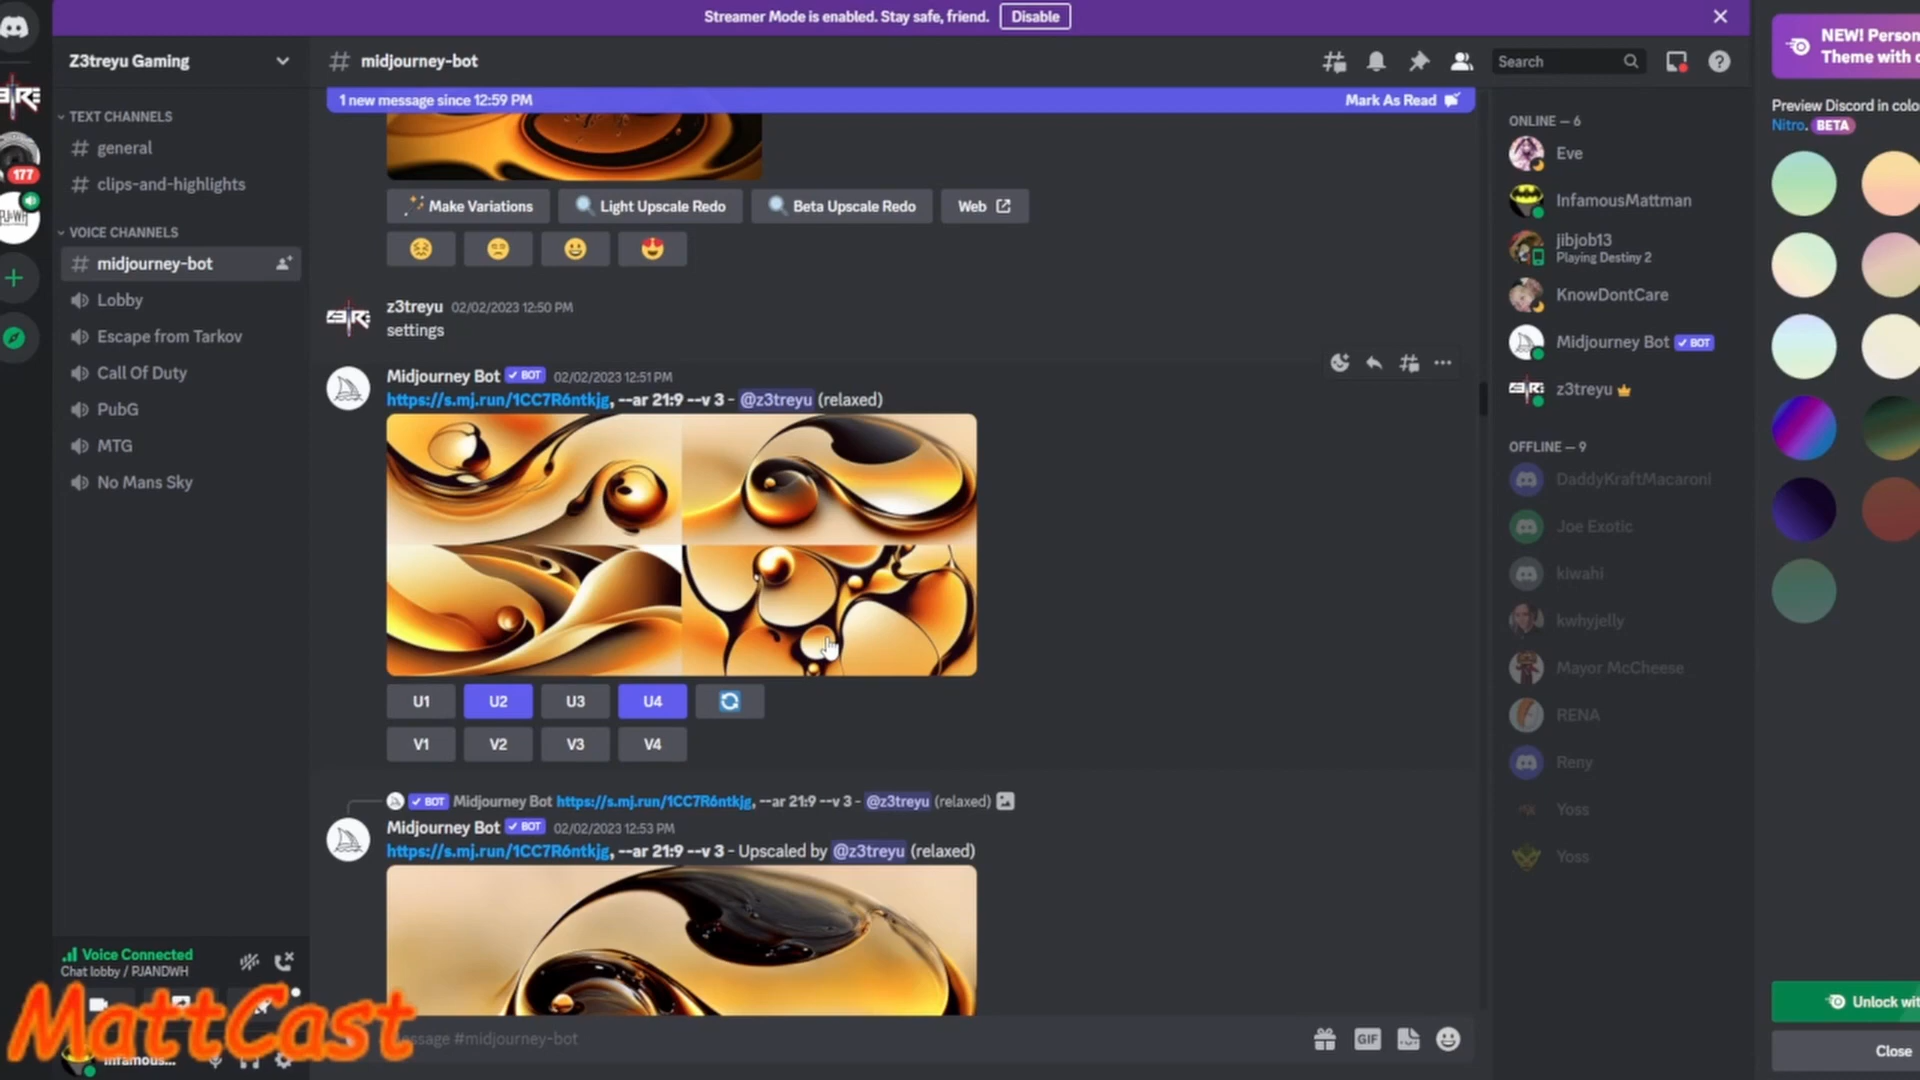 Streamer Mode is enabled. Stay safe, friend.
Disable
Z3treyu Gaming
midjourney-bot
Search
1 new message since 12:59 PM
Mark As Read
TEXT CHANNELS
general
clips-and-highlights
VOICE CHANNELS
midjourney-bot
Lobby
Escape from Tarkov
Call Of Duty
PubG
MTG
No Mans Sky
177
PJ&WH
Voice Connected
Chat lobby / PJANDWH
MattCast
Infamous...
Make Variations
Light Upscale Redo
Beta Upscale Redo
Web
z3treyu 02/02/2023 12:50 PM
settings
Midjourney Bot BOT 02/02/2023 12:51 PM
https://s.mj.run/1CC7R6ntkjg, --ar 21:9 --v 3 - @z3treyu (relaxed)
U1 U2 U3 U4
V1 V2 V3 V4
BOT Midjourney Bot https://s.mj.run/1CC7R6ntkjg, --ar 21:9 --v 3 - @z3treyu (relaxed)
Midjourney Bot BOT 02/02/2023 12:53 PM
https://s.mj.run/1CC7R6ntkjg, --ar 21:9 --v 3 - Upscaled by @z3treyu (relaxed)
#midjourney-bot
GIF
ONLINE — 6
Eve
InfamousMattman
jibjob13
Playing Destiny 2
KnowDontCare
Midjourney Bot BOT
z3treyu
OFFLINE — 9
DaddyKraftMacaroni
Joe Exotic
kiwahi
kwhyjelly
Mayor McCheese
RENA
Reny
Yoss
Yoss
NEW! Person
Theme with
Preview Discord in colo
Nitro. BETA
Unlock wit
Close